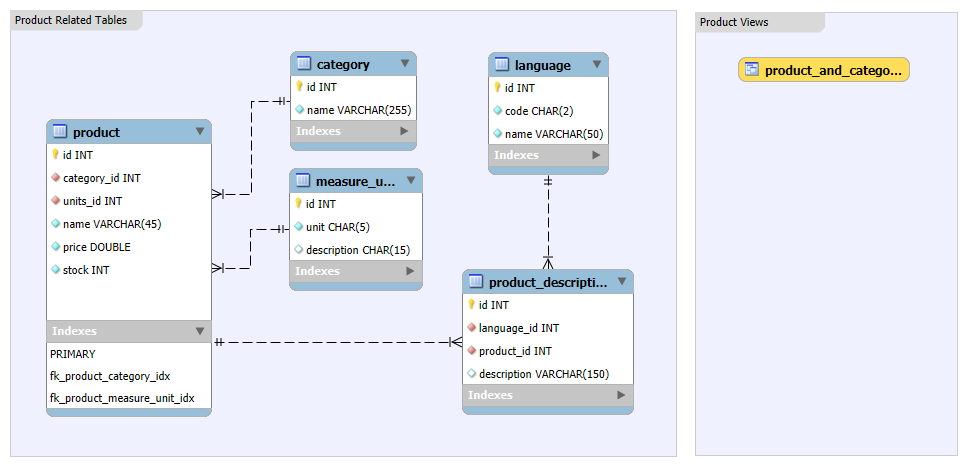 Product Related Tables
category
id INT
name VARCHAR(255)
Indexes
language
id INT
code CHAR(2)
name VARCHAR(50)
Indexes
product
id INT
category_id INT
units_id INT
name VARCHAR(45)
price DOUBLE
stock INT
Indexes
PRIMARY
fk_product_category_idx
fk_product_measure_unit_idx
measure_u...
id INT
unit CHAR(5)
description CHAR(15)
Indexes
product_descripti...
id INT
language_id INT
product_id INT
description VARCHAR(150)
Indexes
Product Views
product_and_catego...